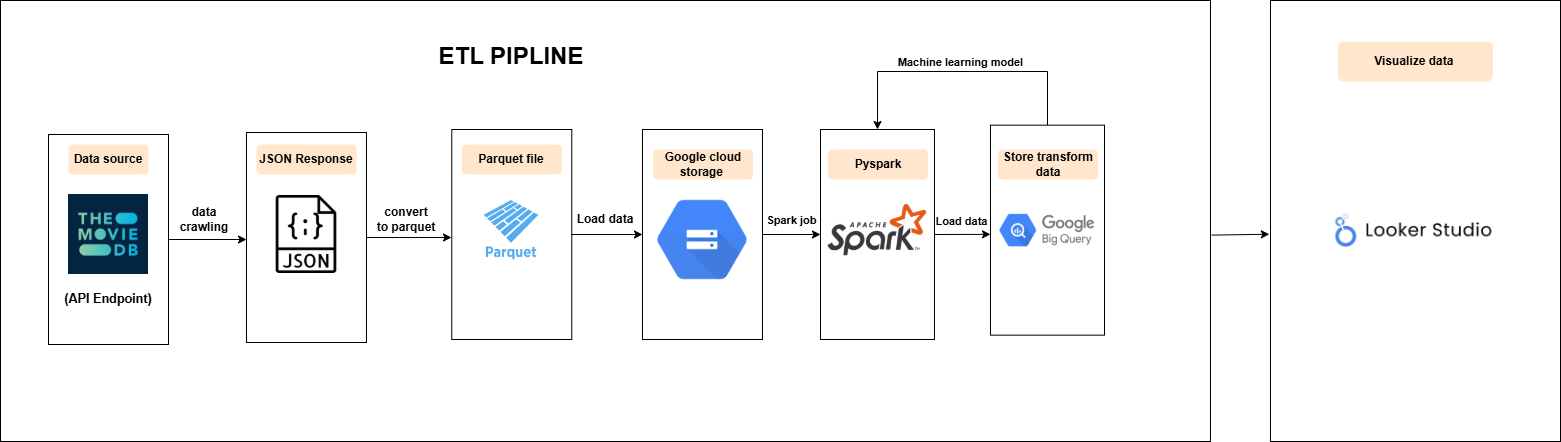 ETL PIPLINE
Data source
THE
MOVIE
DB
(API Endpoint)
data
crawling
JSON Response
{;}
JSON
convert
to parquet
Parquet file
Parquet
Load data
Google cloud
storage
Spark job
Pyspark
APACHE
Spark™
Machine learning model
Load data
Store transform
data
Google
Big Query
Visualize data
Looker Studio